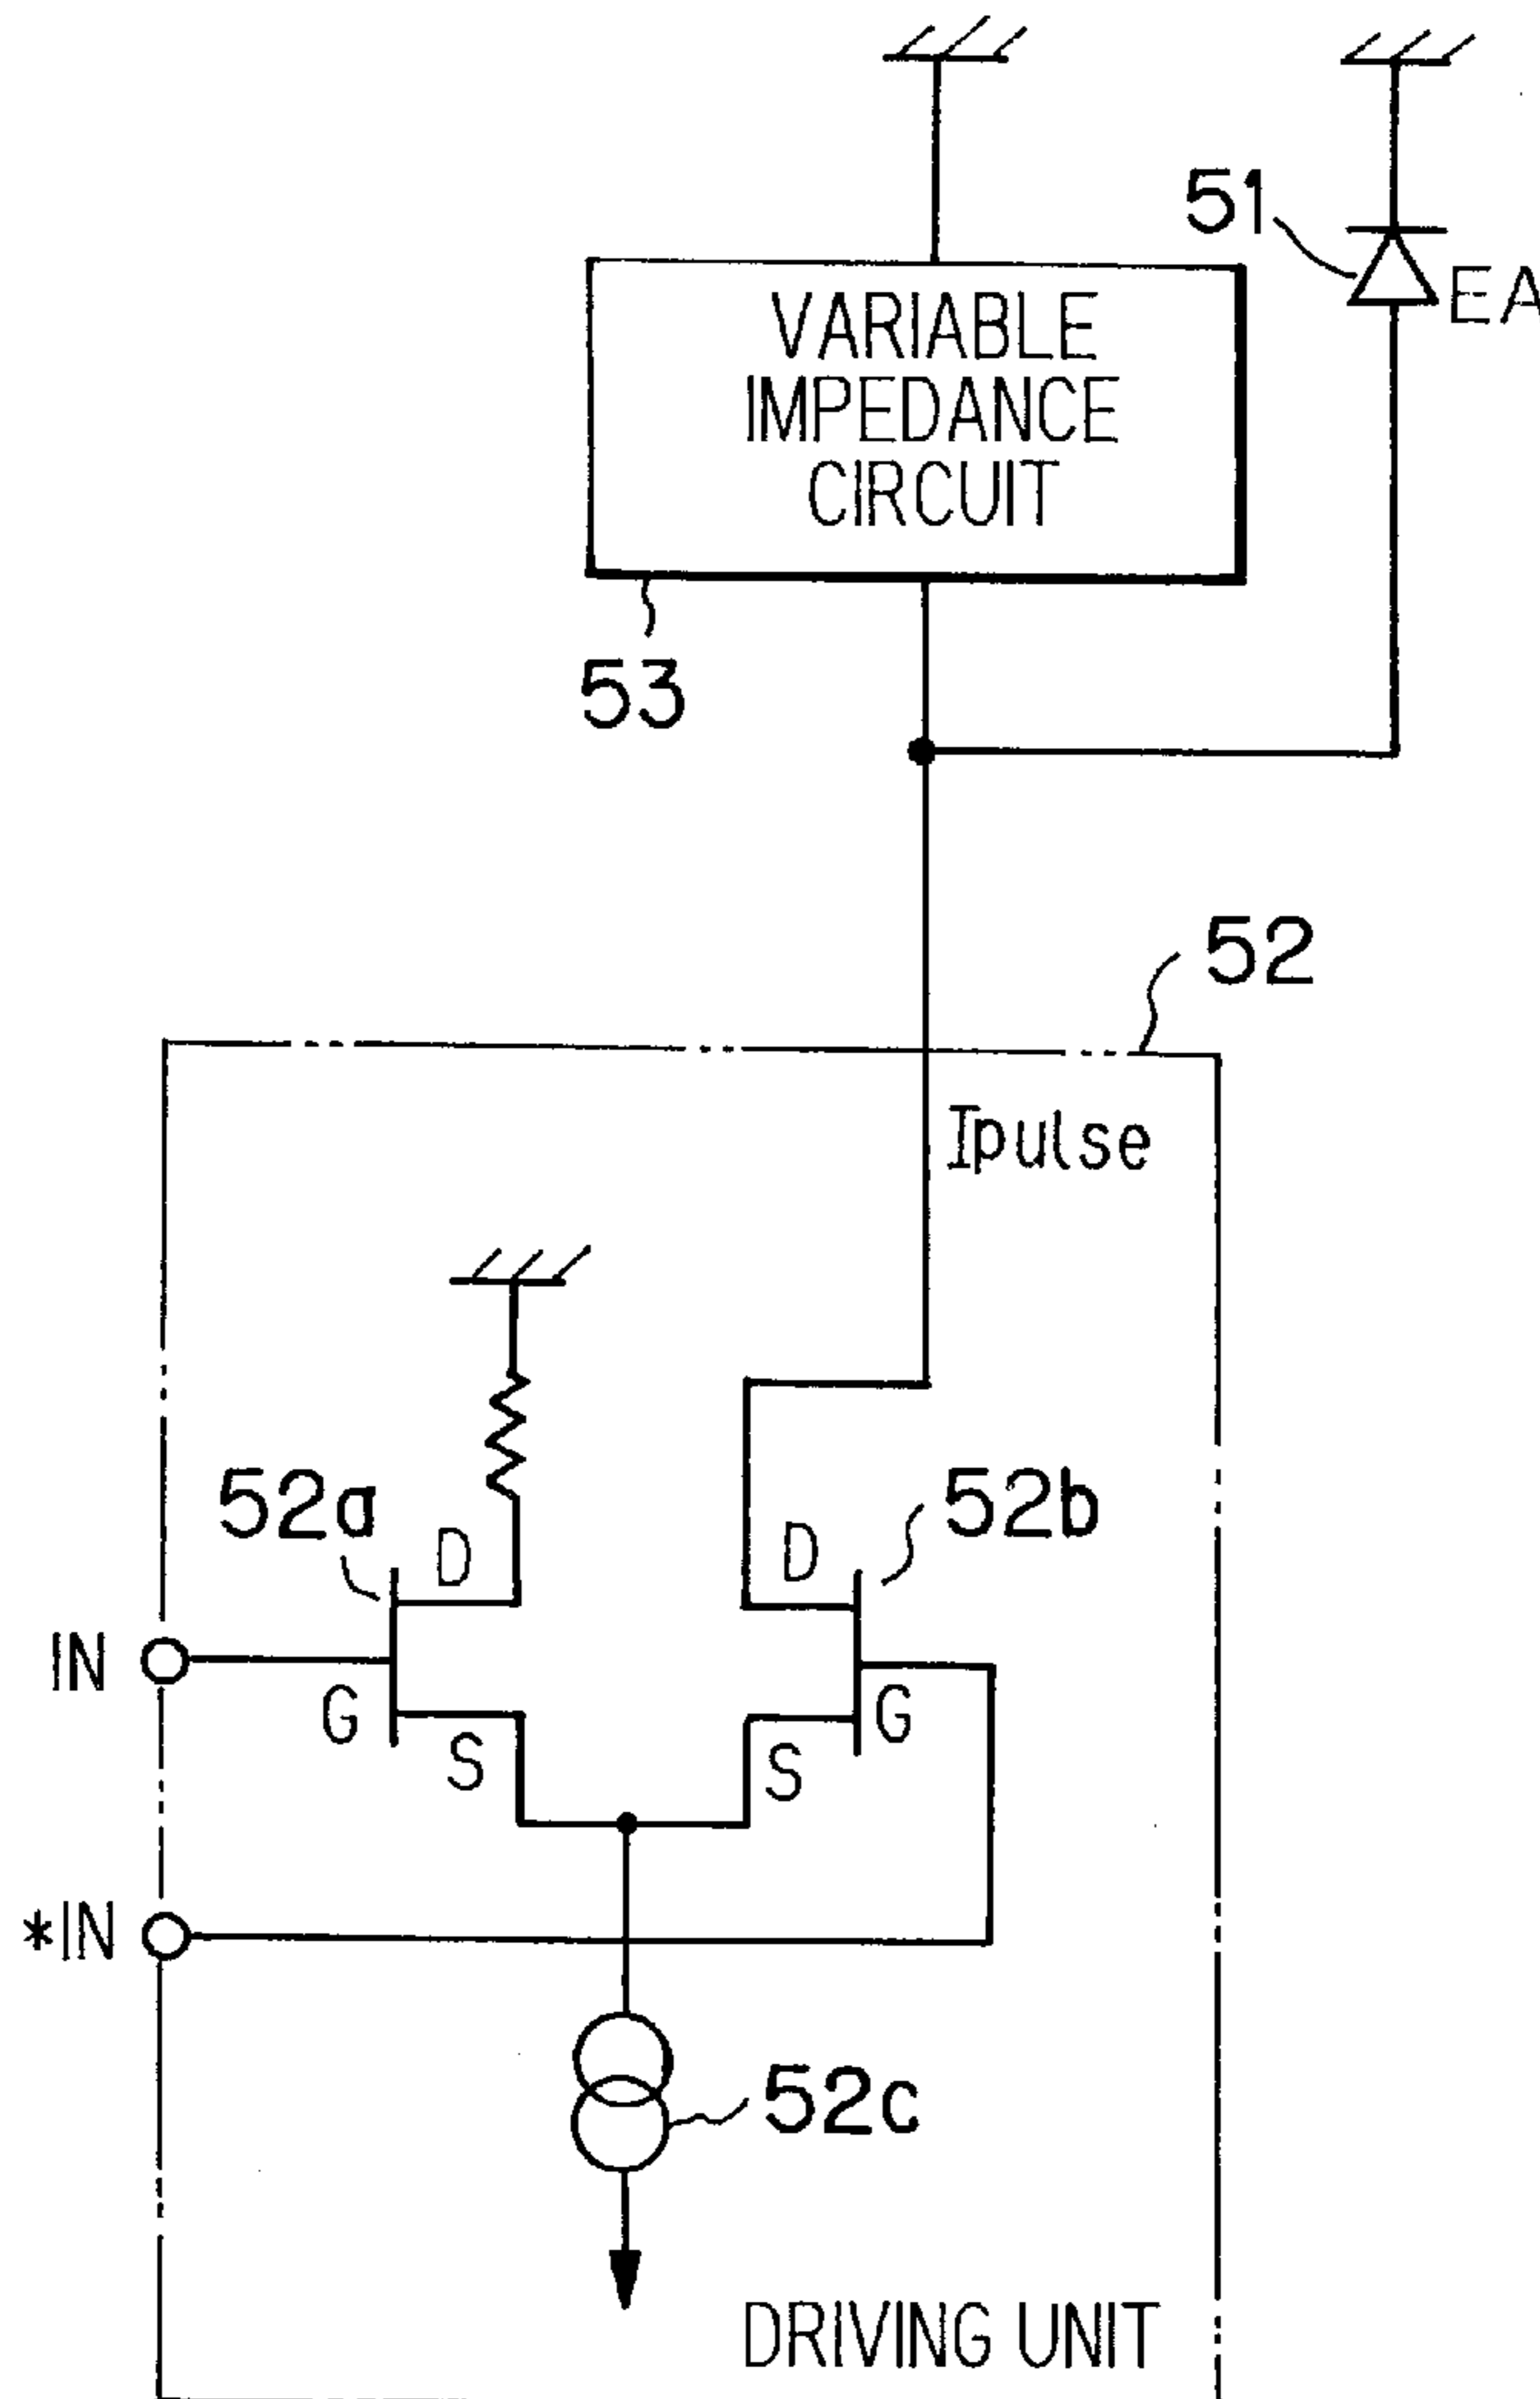 51
EA
VARIABLE
IMPEDANCE
CIRCUIT
53
52
Ipulse
52a
D
D
52b
IN
G
S
S
G
*IN
52c
DRIVING UNIT